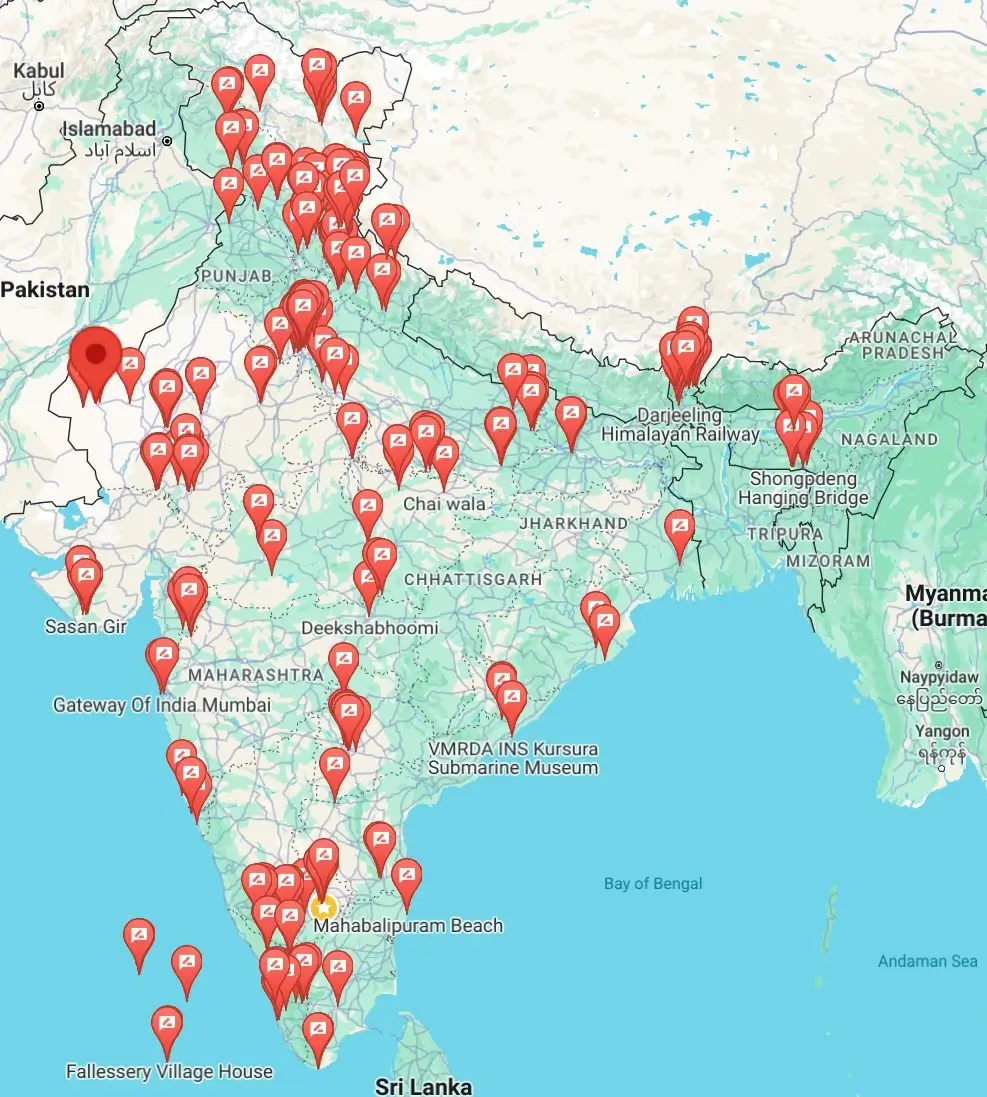 Kabul
کابل
Islamabad
اسلام آباد
PUNJAB
Pakistan
ARUNACHAL
PRADESH
Darjeeling
Himalayan Railway
NAGALAND
Shongpdeng
Hanging Bridge
Chai wala
JHARKHAND
TRIPURA
MIZORAM
CHHATTISGARH
Myanma
(Burma
Sasan Gir
Deekshabhoomi
MAHARASHTRA
Gateway Of India Mumbai
Naypyidaw
နေပြည်တော်
Yangon
ရန်ကုန်
VMRDA INS Kursura
Submarine Museum
Bay of Bengal
Mahabalipuram Beach
Andaman Sea
Fallessery Village House
Sri Lanka